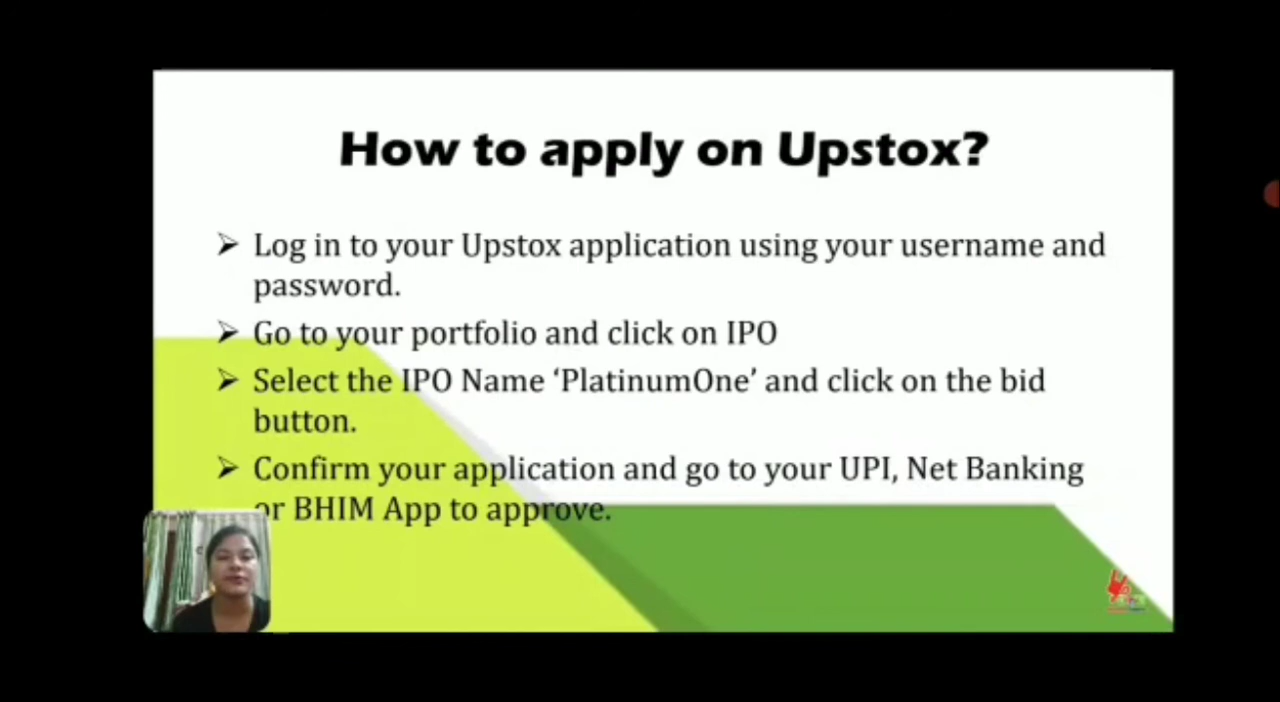 How to apply on Upstox?
➢ Log in to your Upstox application using your username and
password.
➢ Go to your portfolio and click on IPO
➢ Select the IPO Name ‘PlatinumOne’ and click on the bid
button.
➢ Confirm your application and go to your UPI, Net Banking
or BHIM App to approve.